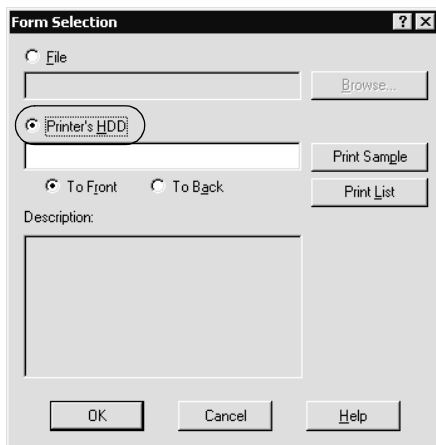 Form Selection
File
Browse...
Printer's HDD
Print Sample
To Front To Back
Print List
Description:
OK Cancel Help